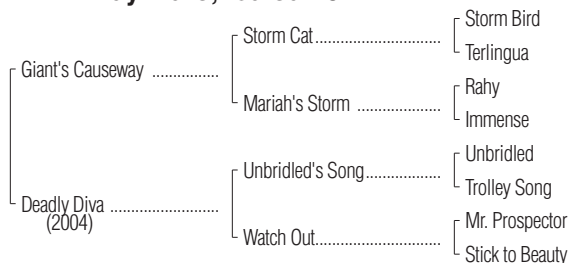 Storm Bird
Storm Cat....................
Terlingua
Giant's Causeway ................
Rahy
Mariah's Storm .....................
Immense
Unbridled
Unbridled's Song...................
Trolley Song
Deadly Diva ..........................
(2004)
Mr. Prospector
Watch Out...............................
Stick to Beauty